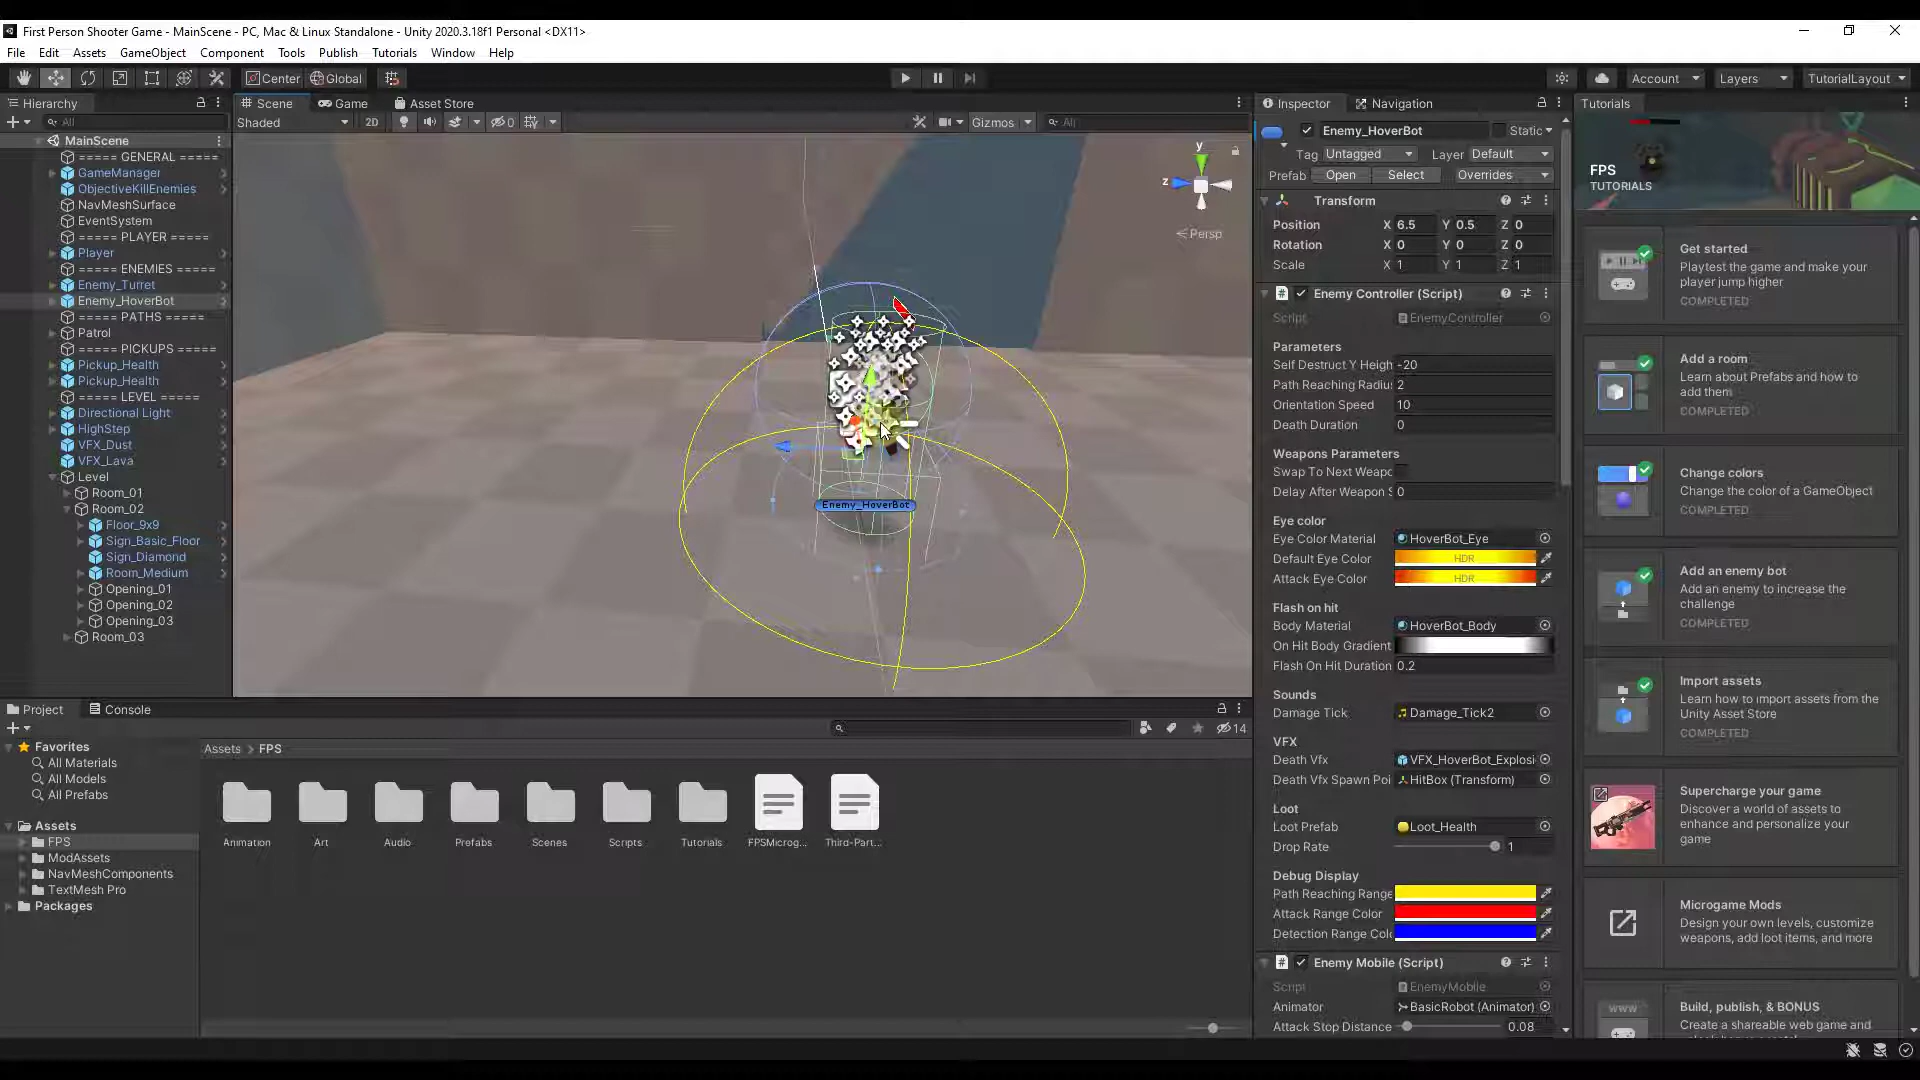 First Person Shooter Game - MainScene - PC, Mac & Linux Standalone - Unity 2020.3.18f1 Personal <DX11>
File Edit Assets GameObject Component Tools Publish Tutorials Window Help
Center Global Account Layers TutorialLayout
Hierarchy
All
MainScene
===== GENERAL =====
GameManager
ObjectiveKillEnemies
NavMeshSurface
EventSystem
===== PLAYER =====
Player
===== ENEMIES =====
Enemy_Turret
Enemy_HoverBot
===== PATHS =====
Patrol
===== PICKUPS =====
Pickup_Health
Pickup_Health
===== LEVEL =====
Directional Light
HighStep
VFX_Dust
VFX_Lava
Level
Room_01
Room_02
Floor_9x9
Sign_Basic_Floor
Sign_Diamond
Room_Medium
Opening_01
Opening_02
Opening_03
Room_03
Scene Game Asset Store
Shaded 2D 0 Gizmos All
y
z
Persp
Enemy_HoverBot
Inspector Navigation
Enemy_HoverBot Static
Tag Untagged Layer Default
Prefab Open Select Overrides
Transform
Position X 6.5 Y 0.5 Z 0
Rotation X 0 Y 0 Z 0
Scale X 1 Y 1 Z 1
Enemy Controller (Script)
Script EnemyController
Parameters
Self Destruct Y Heigh -20
Path Reaching Radiu 2
Orientation Speed 10
Death Duration 0
Weapons Parameters
Swap To Next Weapo
Delay After Weapon S 0
Eye color
Eye Color Material HoverBot_Eye
Default Eye Color HDR
Attack Eye Color HDR
Flash on hit
Body Material HoverBot_Body
On Hit Body Gradient
Flash On Hit Duration 0.2
Sounds
Damage Tick Damage_Tick2
VFX
Death Vfx VFX_HoverBot_Explosi
Death Vfx Spawn Poi HitBox (Transform)
Loot
Loot Prefab Loot_Health
Drop Rate 1
Debug Display
Path Reaching Range
Attack Range Color
Detection Range Colo
Enemy Mobile (Script)
Script EnemyMobile
Animator BasicRobot (Animator)
Attack Stop Distance 0.08
Tutorials
FPS
TUTORIALS
Get started
Playtest the game and make your
player jump higher
COMPLETED
Add a room
Learn about Prefabs and how to
add them
COMPLETED
Change colors
Change the color of a GameObject
COMPLETED
Add an enemy bot
Add an enemy to increase the
challenge
COMPLETED
Import assets
Learn how to import assets from the
Unity Asset Store
COMPLETED
Supercharge your game
Discover a world of assets to
enhance and personalize your
game
Microgame Mods
Design your own levels, customize
weapons, add loot items, and more
www
Build, publish, & BONUS
Create a shareable web game and
Project Console
14
Favorites
All Materials
All Models
All Prefabs
Assets
FPS
ModAssets
NavMeshComponents
TextMesh Pro
Packages
Assets > FPS
Animation Art Audio Prefabs Scenes Scripts Tutorials FPSMicrog... Third-Part...